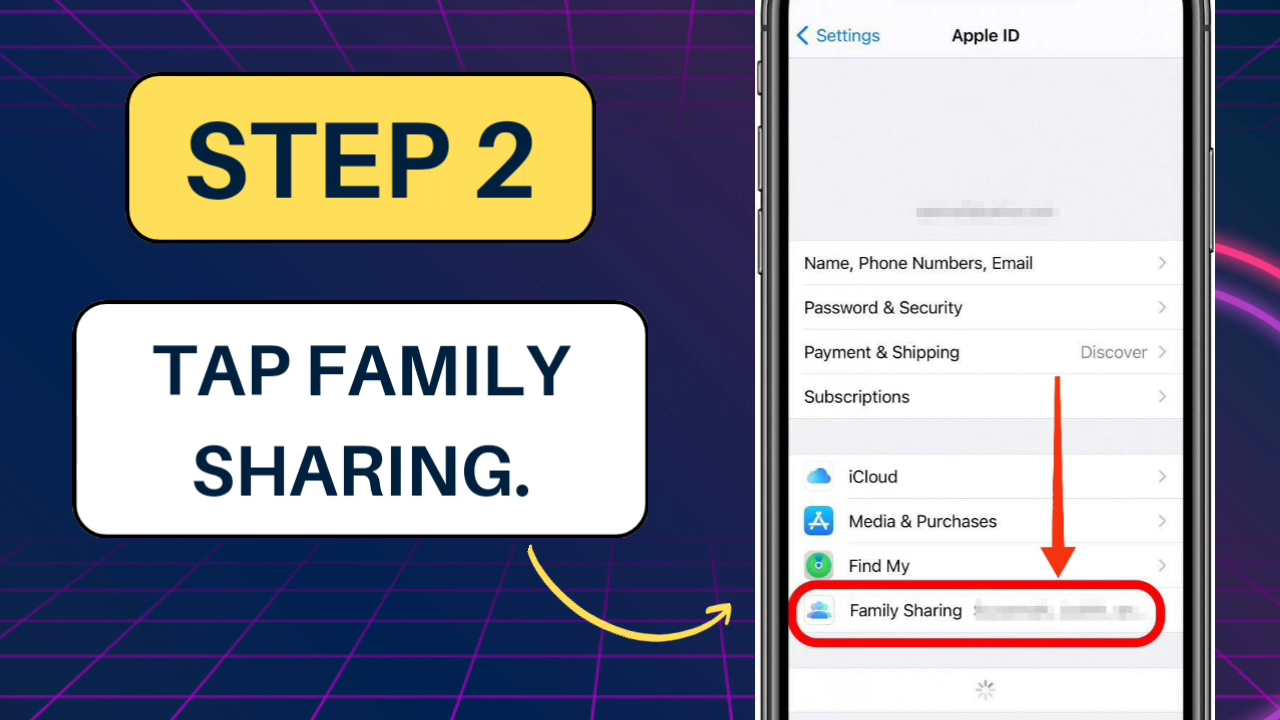 STEP 2
TAP FAMILY
SHARING.
Settings
Apple ID
Name, Phone Numbers, Email
Password & Security
Payment & Shipping Discover
Subscriptions
iCloud
Media & Purchases
Find My
Family Sharing